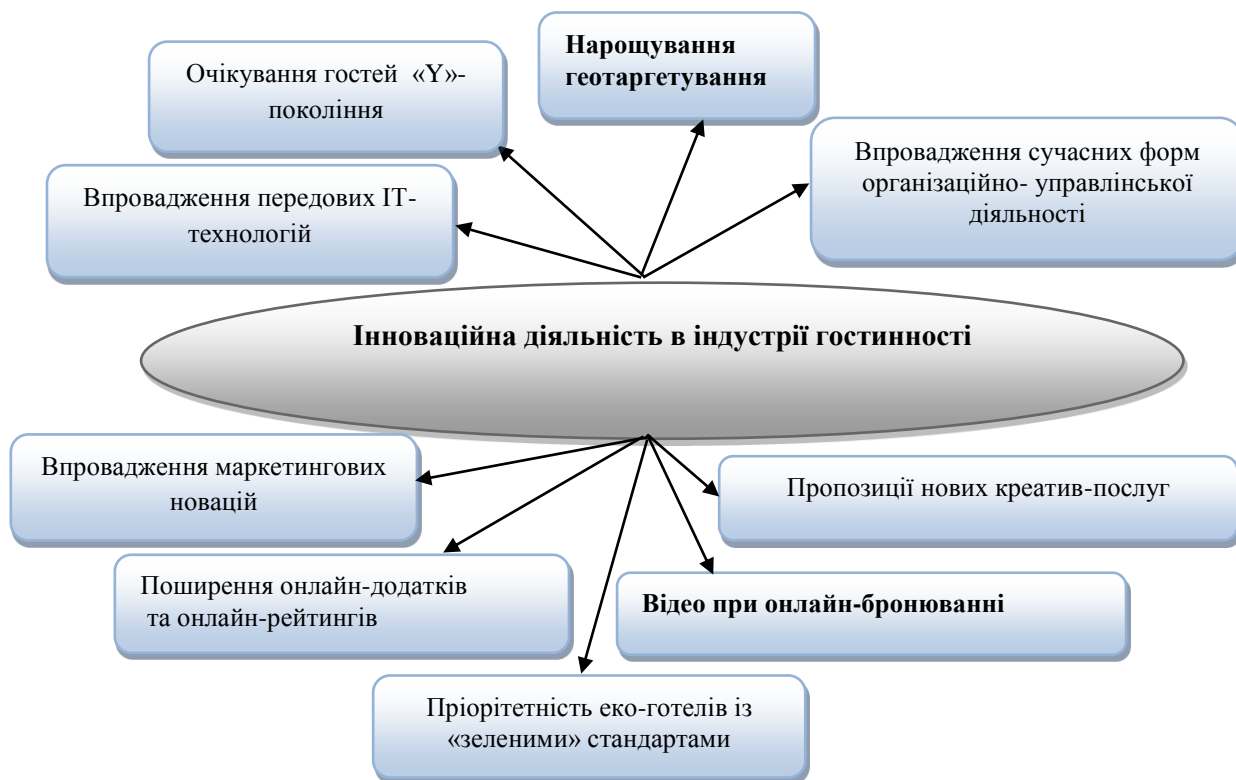 Нарощування
геотаргетування
Очікування гостей «Y»-
покоління
Впровадження сучасних форм
організаційно- управлінської
діяльності
Впровадження передових ІТ-
технологій
Інноваційна діяльність в індустрії гостинності
Впровадження маркетингових
новацій
Пропозиції нових креатив-послуг
Поширення онлайн-додатків
та онлайн-рейтингів
Відео при онлайн-бронюванні
Пріорітетність еко-готелів із
«зеленими» стандартами